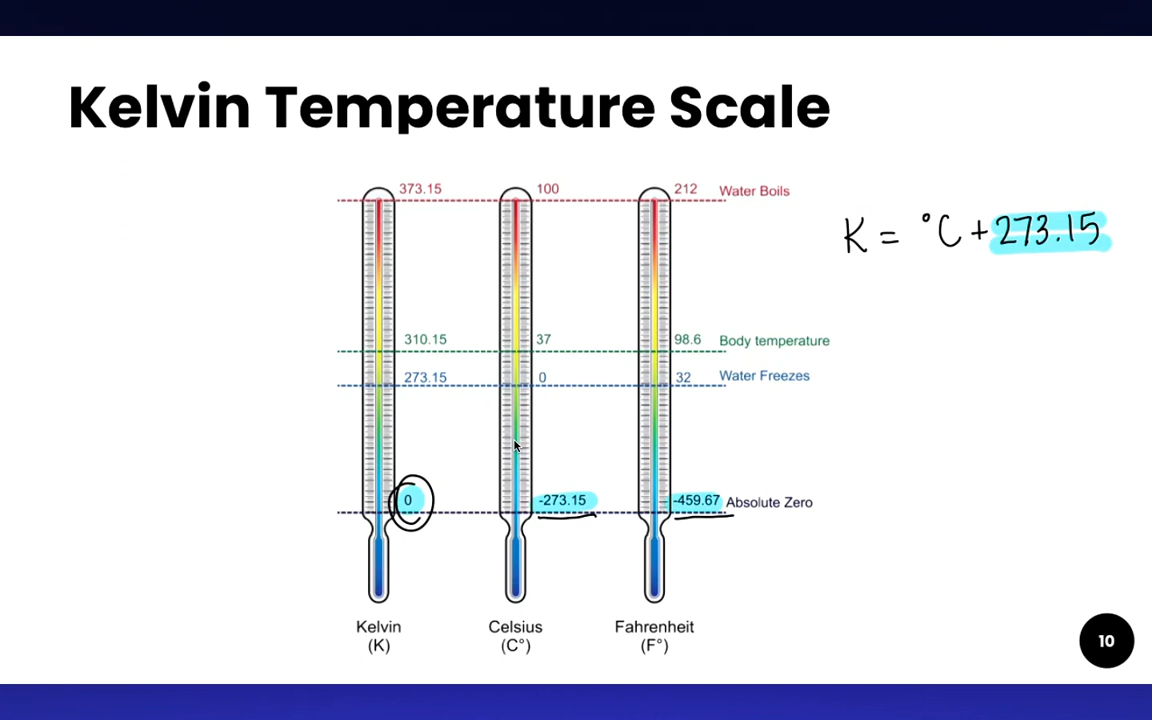 Kelvin Temperature Scale
373.15 100 212 Water Boils
K = °C + 273.15
310.15 37 98.6 Body temperature
273.15 0 32 Water Freezes
0 -273.15 -459.67 Absolute Zero
Kelvin Celsius Fahrenheit
(K) (C°) (F°)
10